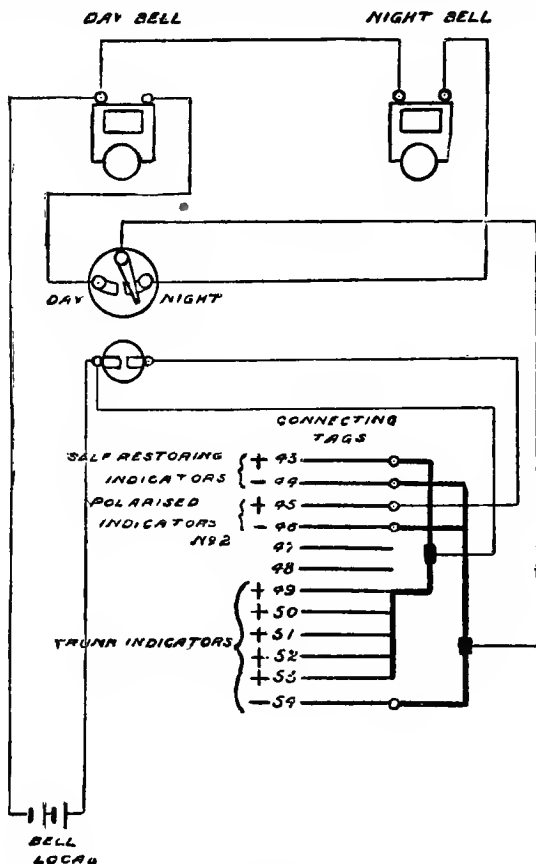 DAY BELL
NIGHT BELL
DAY
NIGHT
CONNECTING
TAGS
SELF RESTORING
INDICATORS
+ 43
- 44
POLARISED
INDICATORS
Nº2
+ 45
- 46
47
48
TRUNK INDICATORS
+ 49
+ 50
+ 51
+ 52
+ 53
- 54
BELL
LOCAL